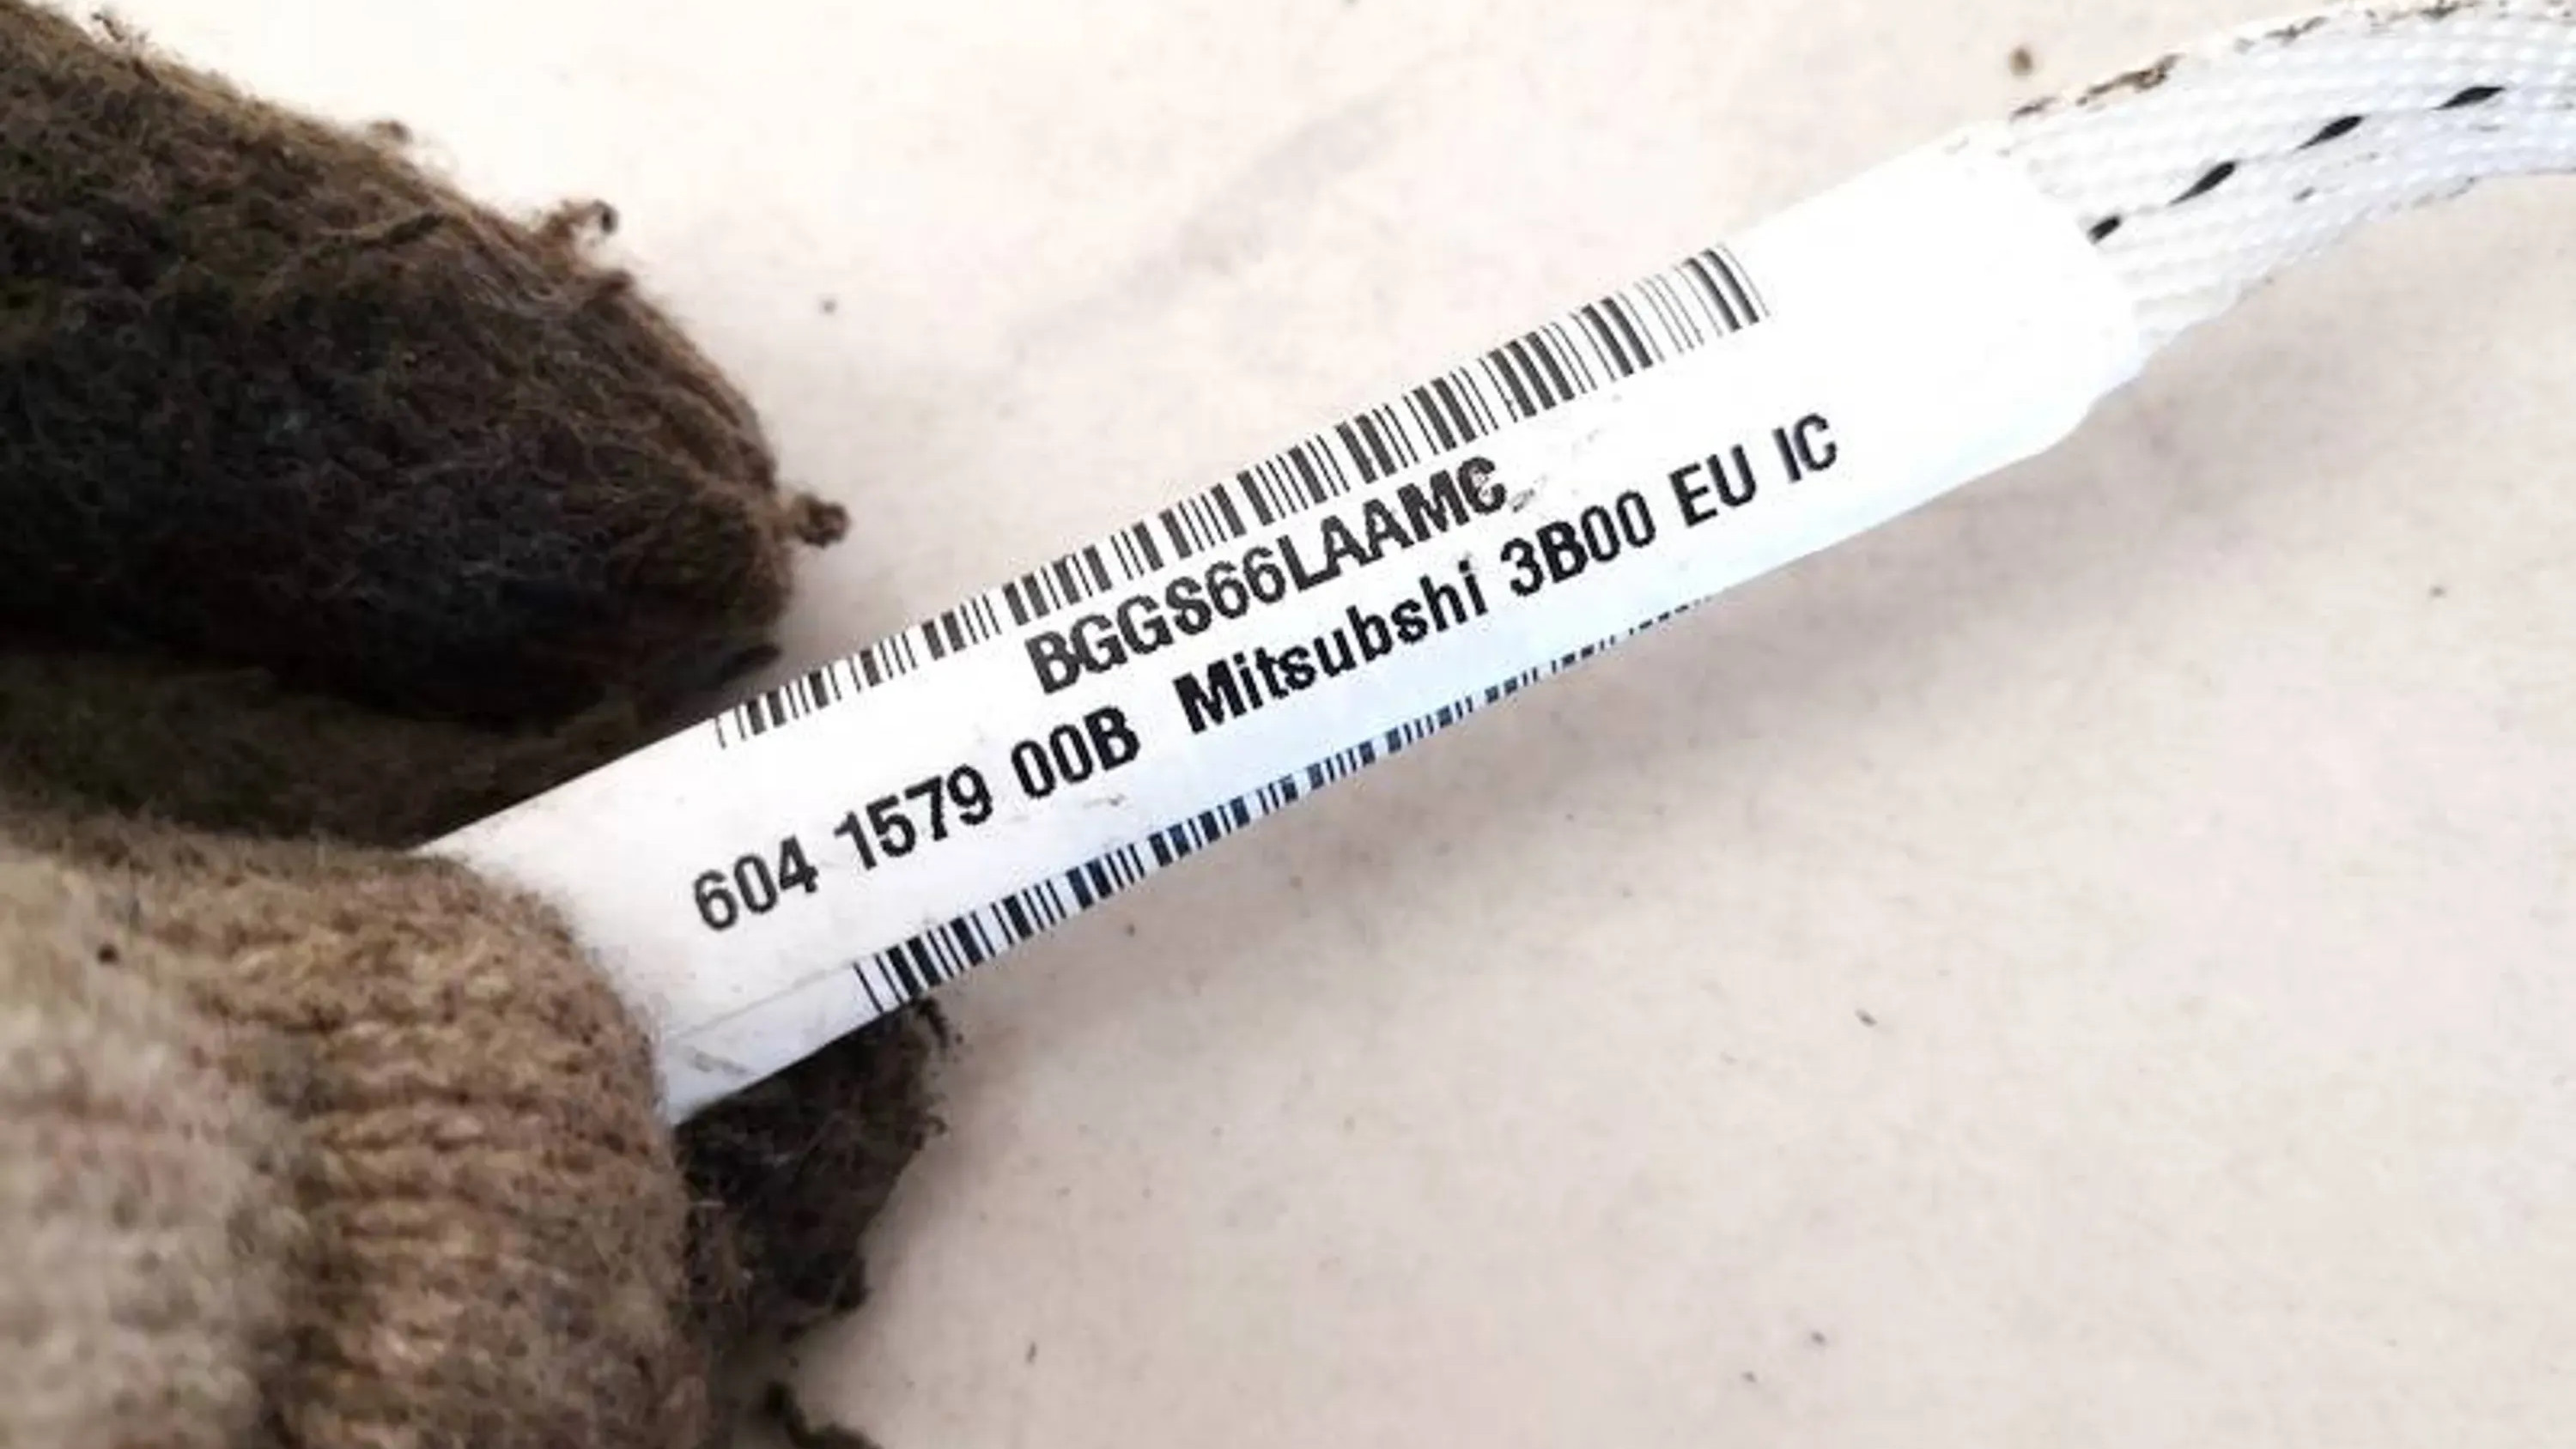 BGGS66LAAMC
604 1579 00B Mitsubshi 3B00 EU IC